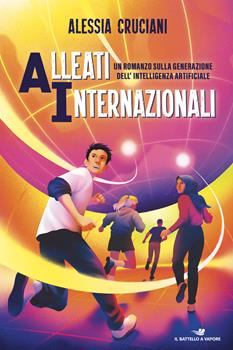 ALESSIA CRUCIANI
ALLEATI
UN ROMANZO SULLA GENERAZIONE
DELL'INTELLIGENZA ARTIFICIALE
INTERNAZIONALI
IL BATTELLO A VAPORE